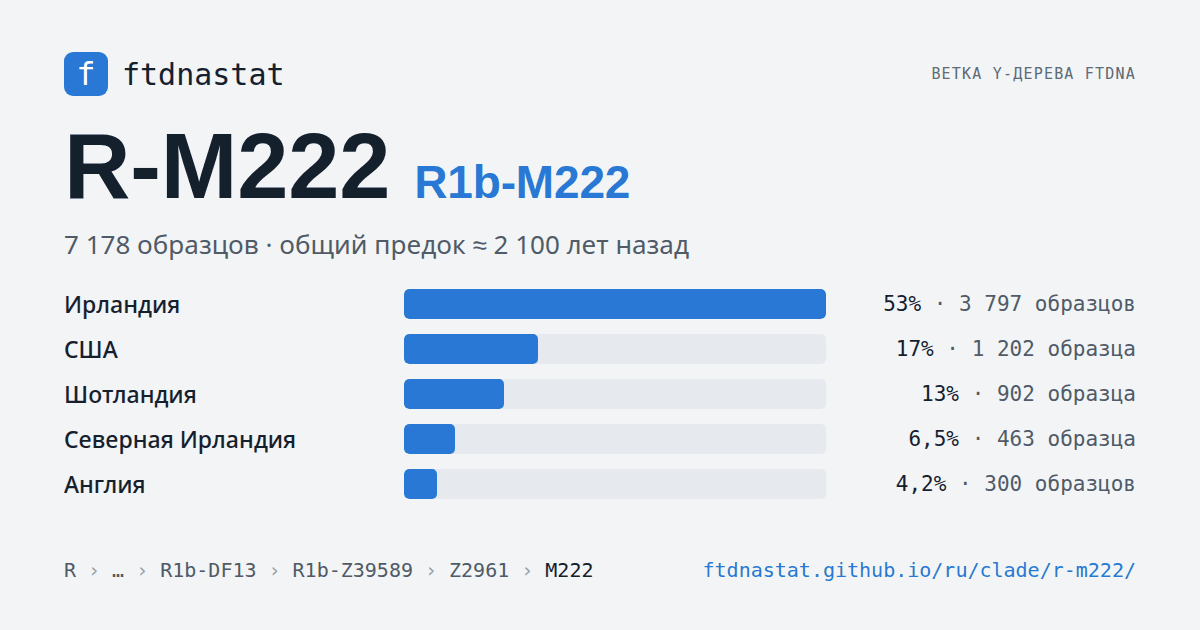 f ftdnastat
ВЕТКА Y-ДЕРЕВА FTDNA
R-M222 R1b-M222
7 178 образцов · общий предок ≈ 2 100 лет назад
Ирландия 53% · 3 797 образцов
США 17% · 1 202 образца
Шотландия 13% · 902 образца
Северная Ирландия 6,5% · 463 образца
Англия 4,2% · 300 образцов
R › … › R1b-DF13 › R1b-Z39589 › Z2961 › M222
ftdnastat.github.io/ru/clade/r-m222/